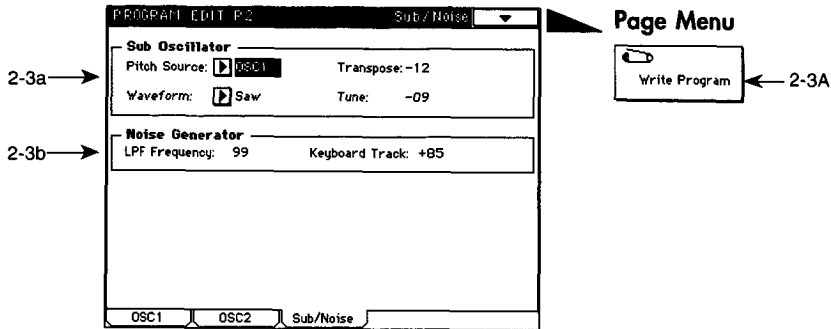 PROGRAM EDIT P2 Sub/Noise
Page Menu
Write Program
2-3A
Sub Oscillator
2-3a
Pitch Source: OSC1 Transpose: -12
Waveform: Saw Tune: -09
Noise Generator
2-3b
LPF Frequency: 99 Keyboard Track: +85
OSC1 OSC2 Sub/Noise